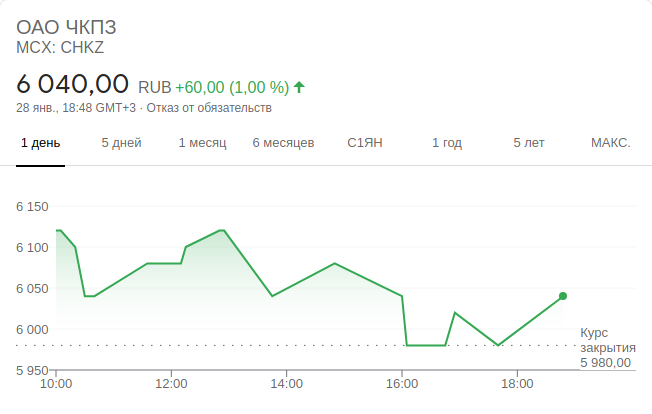 ОАО ЧКПЗ
MCX: CHKZ
6 040,00 RUB +60,00 (1,00 %)
28 янв., 18:48 GMT+3 · Отказ от обязательств
1 день 5 дней 1 месяц 6 месяцев С1ЯН 1 год 5 лет МАКС.
6 150
6 100
6 050
6 000
5 950
Курс
закрытия
5 980,00
10:00 12:00 14:00 16:00 18:00